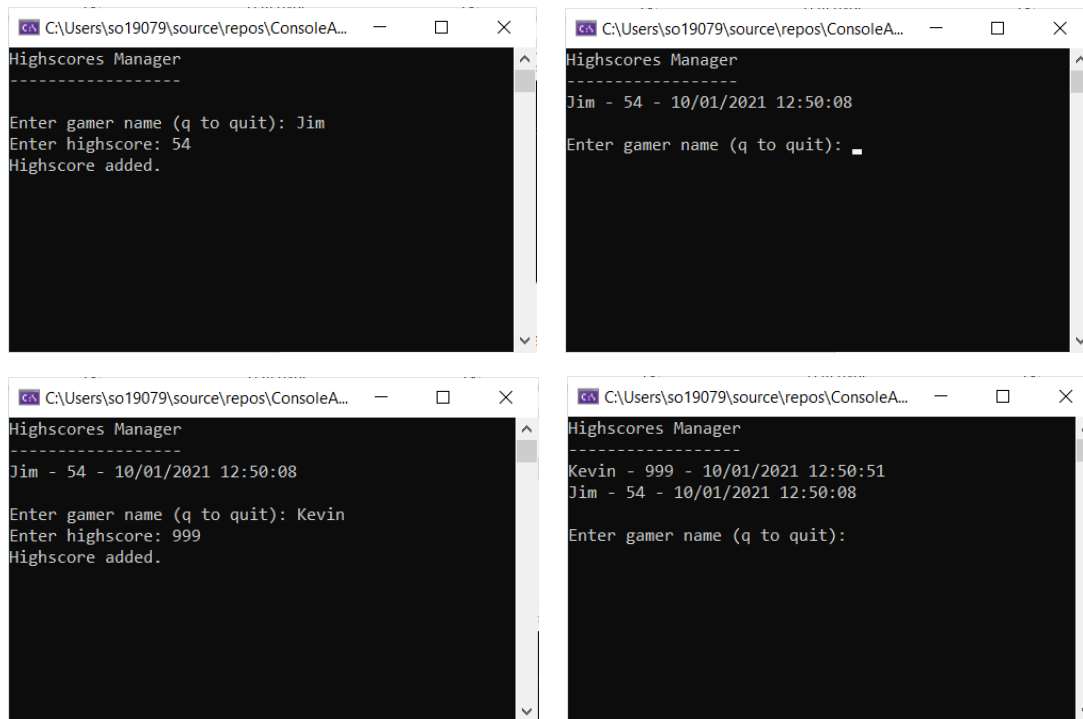 C:\Users\so19079\source\repos\ConsoleA...
Highscores Manager
------------------
Enter gamer name (q to quit): Jim
Enter highscore: 54
Highscore added.
C:\Users\so19079\source\repos\ConsoleA...
Highscores Manager
------------------
Jim - 54 - 10/01/2021 12:50:08
Enter gamer name (q to quit):
C:\Users\so19079\source\repos\ConsoleA...
Highscores Manager
------------------
Jim - 54 - 10/01/2021 12:50:08
Enter gamer name (q to quit): Kevin
Enter highscore: 999
Highscore added.
C:\Users\so19079\source\repos\ConsoleA...
Highscores Manager
------------------
Kevin - 999 - 10/01/2021 12:50:51
Jim - 54 - 10/01/2021 12:50:08
Enter gamer name (q to quit):